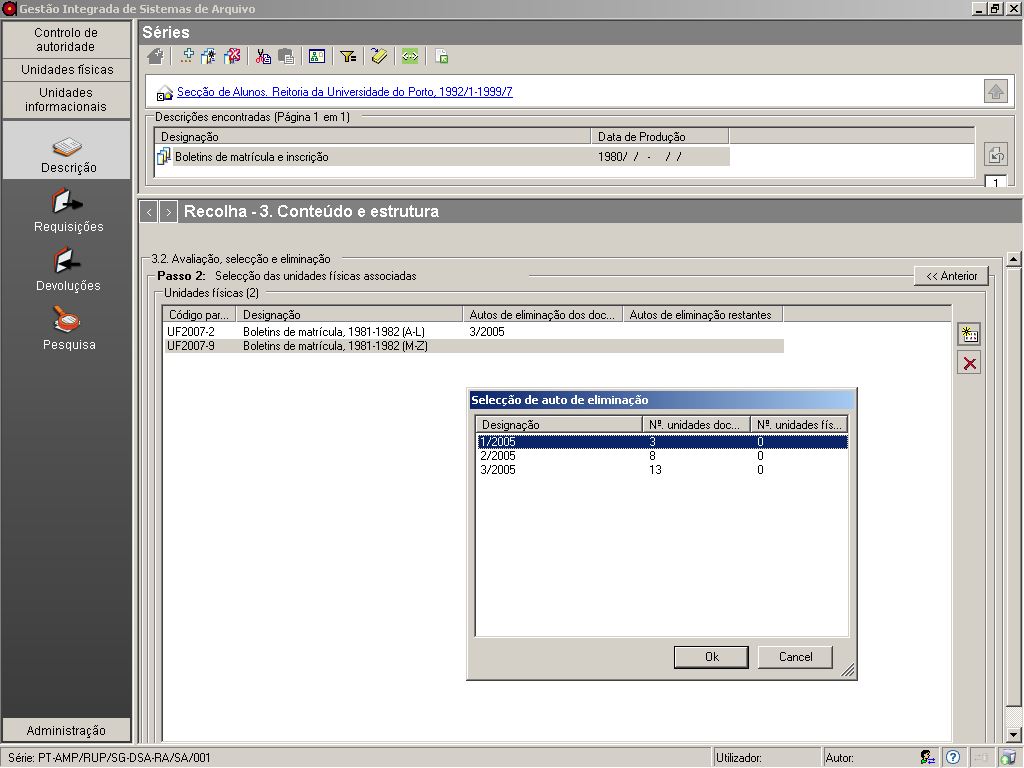 Gestão Integrada de Sistemas de Arquivo
Controlo de
autoridade
Unidades físicas
Unidades
informacionais
Descrição
Requisições
Devoluções
Pesquisa
Administração
Séries
Secção de Alunos. Reitoria da Universidade do Porto, 1992/1-1999/7
Descrições encontradas (Página 1 em 1)
Designação Data de Produção
Boletins de matrícula e inscrição 1980/ / - / /
1
< > Recolha - 3. Conteúdo e estrutura
3.2. Avaliação, selecção e eliminação
Passo 2: Selecção das unidades físicas associadas << Anterior
Unidades físicas (2)
Código par... Designação Autos de eliminação dos doc... Autos de eliminação restantes
UF2007-2 Boletins de matrícula, 1981-1982 (A-L) 3/2005
UF2007-9 Boletins de matrícula, 1981-1982 (M-Z)
Selecção de auto de eliminação
Designação Nº. unidades doc... Nº. unidades fís...
1/2005 3 0
2/2005 8 0
3/2005 13 0
Ok Cancel
Série: PT-AMP/RUP/SG-DSA-RA/SA/001 Utilizador: Autor: